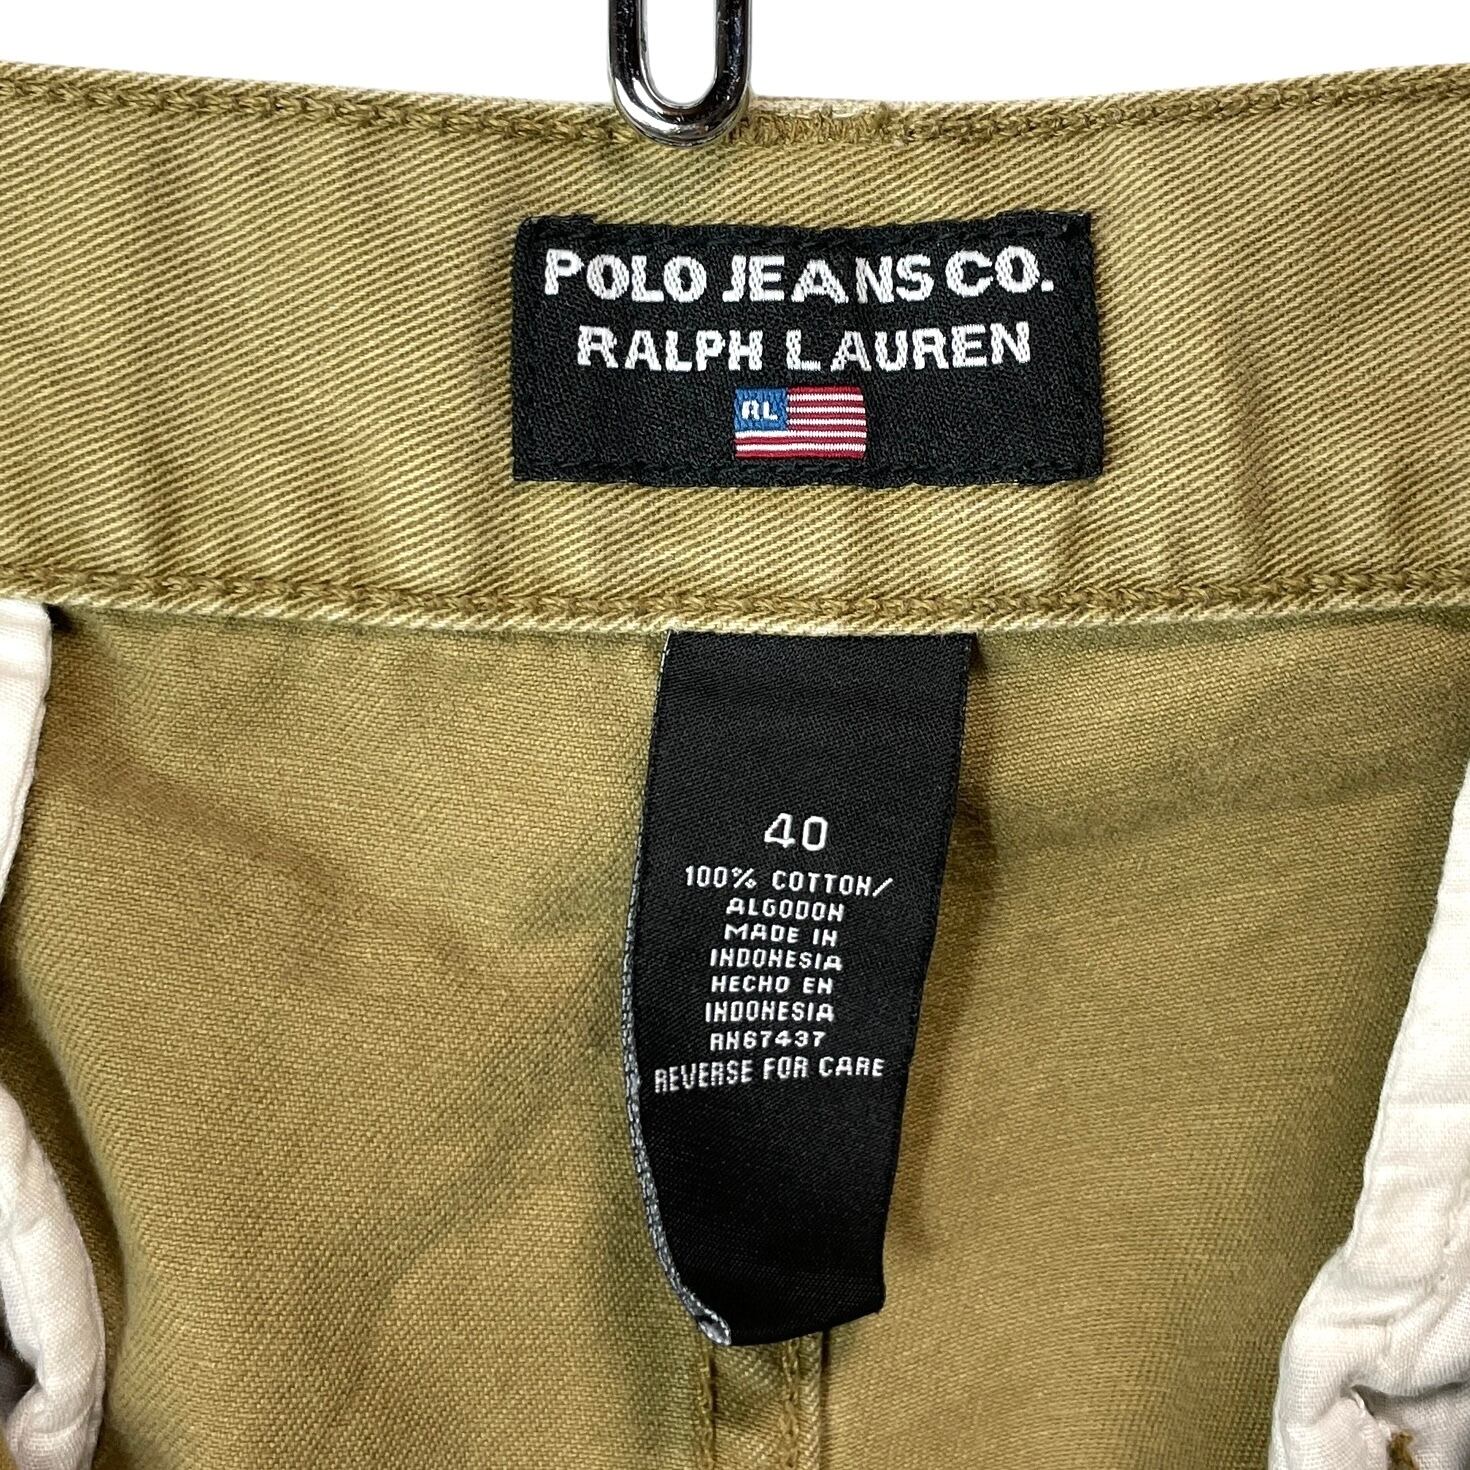 POLO JEANS CO.
RALPH LAUREN
RL
40
100% COTTON/
ALGODON
MADE IN
INDONESIA
HECHO EN
INDONESIA
RN67437
REVERSE FOR CARE